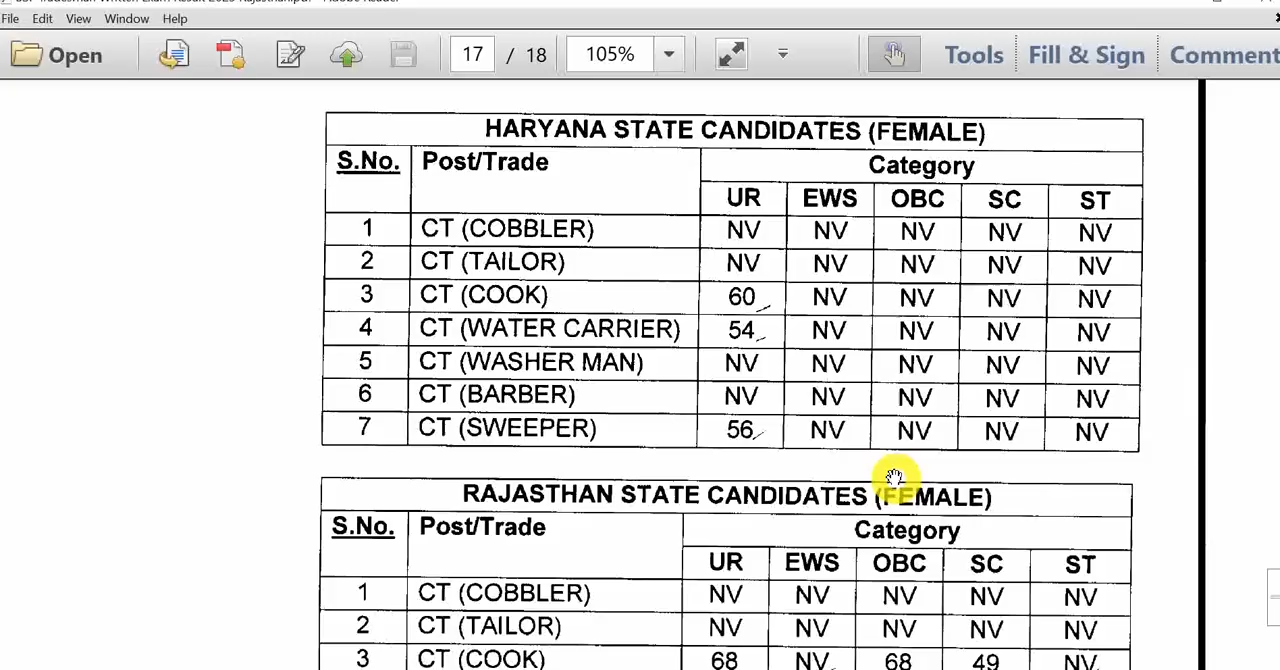 File Edit View Window Help
Open 17 / 18 105% Tools Fill & Sign Comment
HARYANA STATE CANDIDATES (FEMALE)
S.No. Post/Trade Category
UR EWS OBC SC ST
1 CT (COBBLER) NV NV NV NV NV
2 CT (TAILOR) NV NV NV NV NV
3 CT (COOK) 60 NV NV NV NV
4 CT (WATER CARRIER) 54 NV NV NV NV
5 CT (WASHER MAN) NV NV NV NV NV
6 CT (BARBER) NV NV NV NV NV
7 CT (SWEEPER) 56 NV NV NV NV
RAJASTHAN STATE CANDIDATES (FEMALE)
S.No. Post/Trade Category
UR EWS OBC SC ST
1 CT (COBBLER) NV NV NV NV NV
2 CT (TAILOR) NV NV NV NV NV
3 CT (COOK) 68 NV 68 49 NV